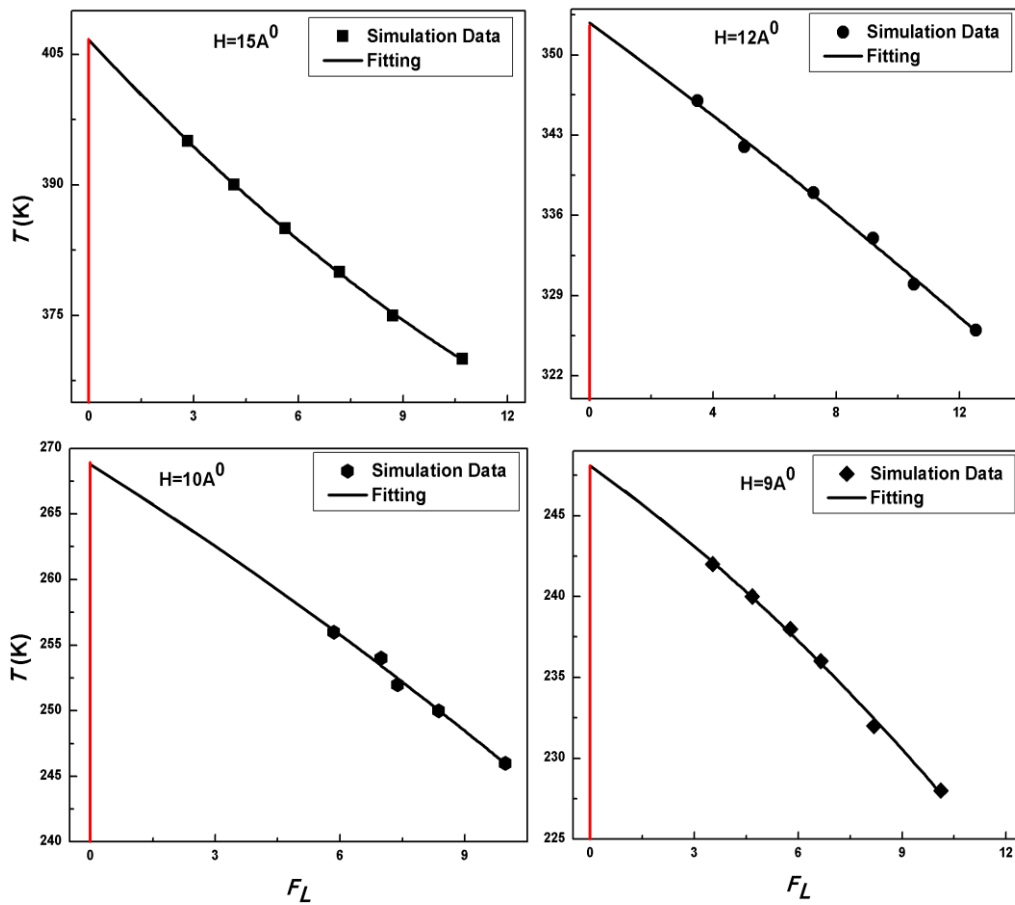 H=15A⁰
Simulation Data
Fitting
405
390
375
T (K)
0 3 6 9 12
H=12A⁰
Simulation Data
Fitting
350
343
336
329
322
0 4 8 12
H=10A⁰
Simulation Data
Fitting
270
265
260
255
250
245
240
T (K)
0 3 6 9
F_L
H=9A⁰
Simulation Data
Fitting
245
240
235
230
225
0 3 6 9 12
F_L